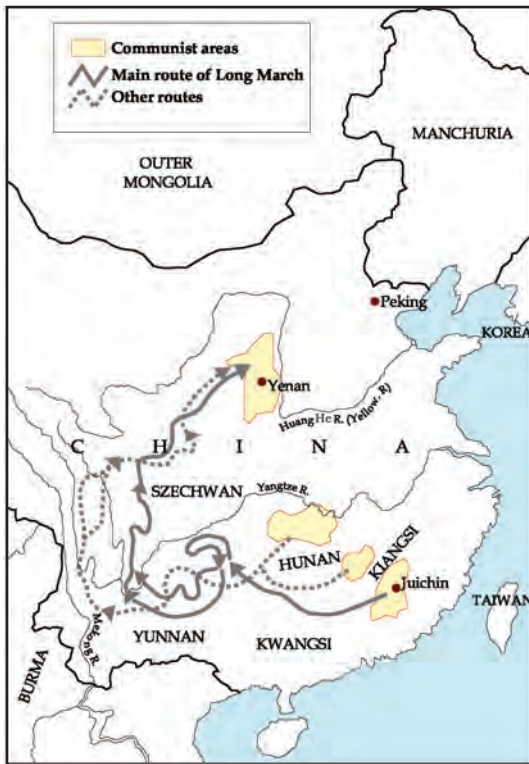 Communist areas
Main route of Long March
Other routes
OUTER
MONGOLIA
MANCHURIA
Peking
KOREA
Yenan
Huang He R. (Yellow. R)
C H I N A
SZECHWAN
Yangtze R.
HUNAN
KIANGSI
Juichin
TAIWAN
Mekong R.
YUNNAN
KWANGSI
BURMA